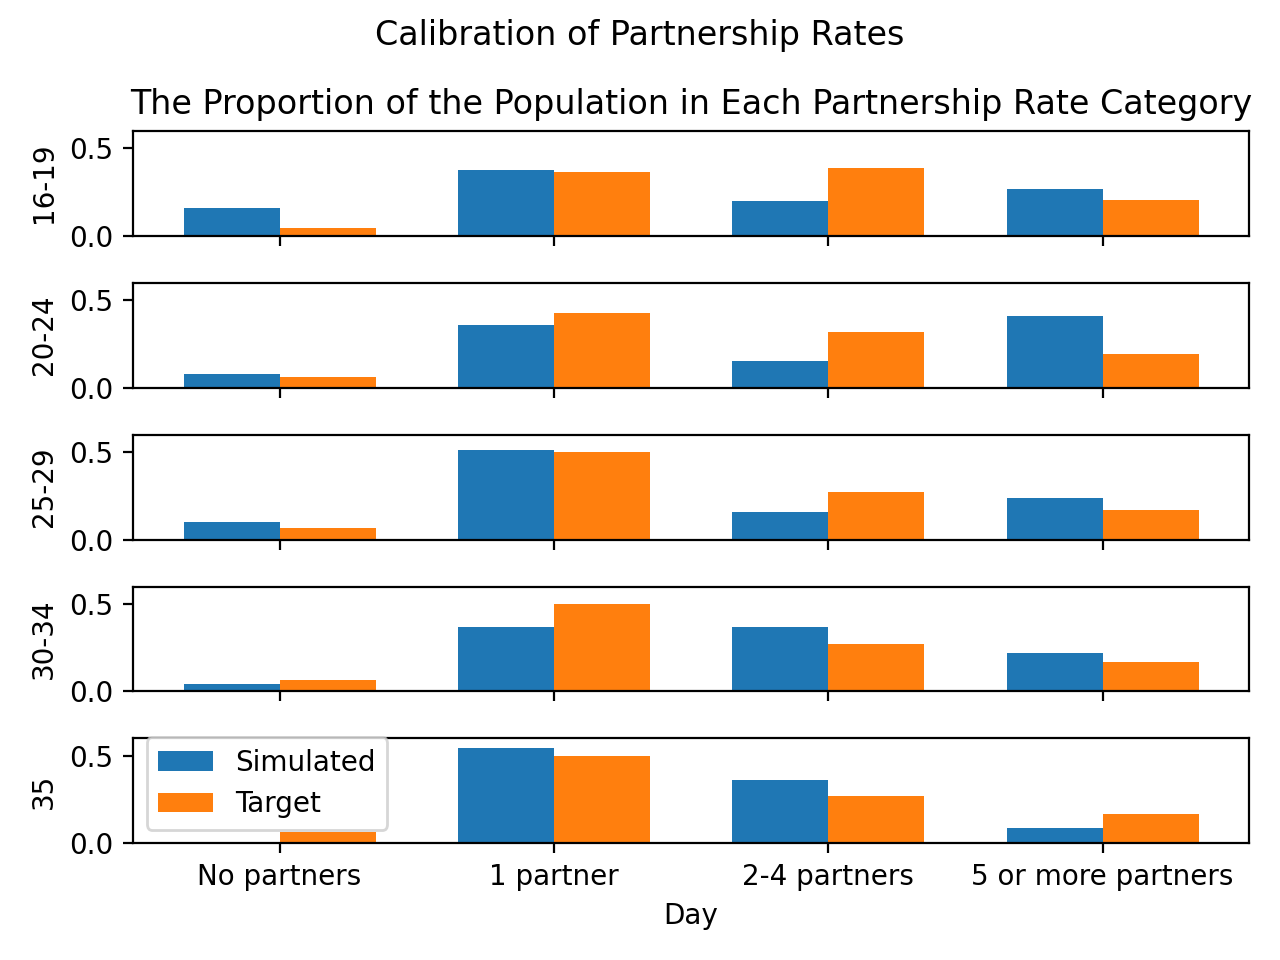 Calibration of Partnership Rates
The Proportion of the Population in Each Partnership Rate Category
0.5
16-19
0.0
0.5
20-24
0.0
0.5
25-29
0.0
0.5
30-34
0.0
0.5
35
0.0
Simulated
Target
No partners 1 partner 2-4 partners 5 or more partners
Day